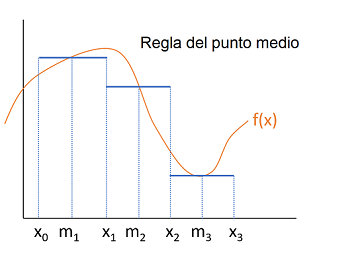 Regla del punto medio
f(x)
x₀ m₁ x₁ m₂ x₂ m₃ x₃